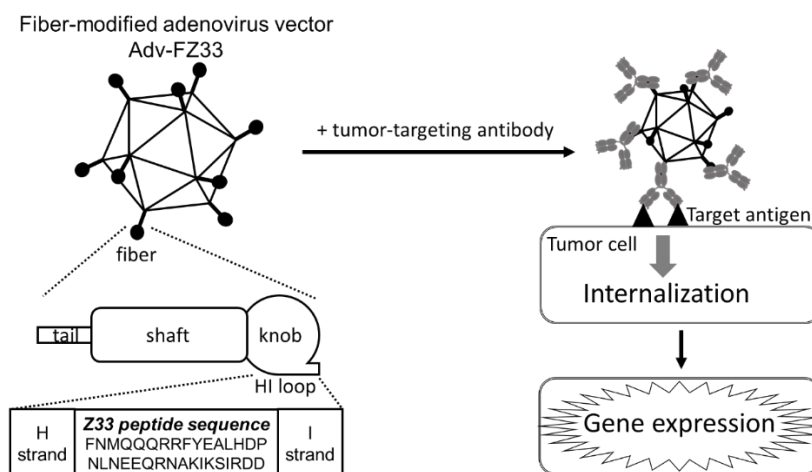 Fiber-modified adenovirus vector
Adv-FZ33
+ tumor-targeting antibody
Target antigen
Tumor cell
Internalization
Gene expression
fiber
tail
shaft
knob
HI loop
H
strand
Z33 peptide sequence
FNMQQQRRFYEALHDP
NLNEEQRNAKIKSIRDD
I
strand